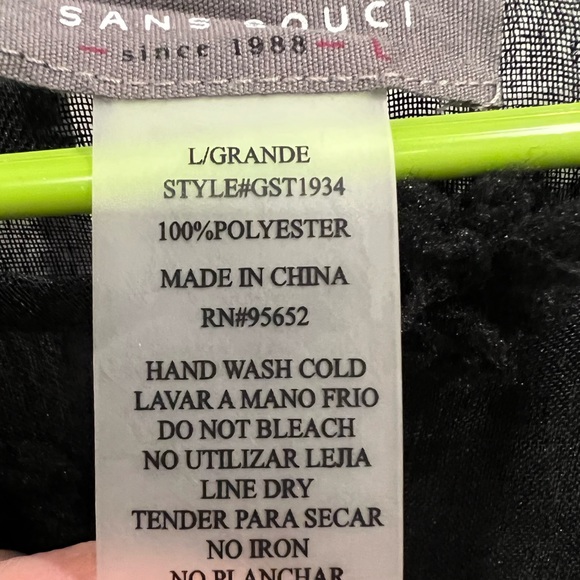 SANS SOUCI
since 1988 L
L/GRANDE
STYLE#GST1934
100%POLYESTER
MADE IN CHINA
RN#95652
HAND WASH COLD
LAVAR A MANO FRIO
DO NOT BLEACH
NO UTILIZAR LEJIA
LINE DRY
TENDER PARA SECAR
NO IRON
NO PLANCHAR